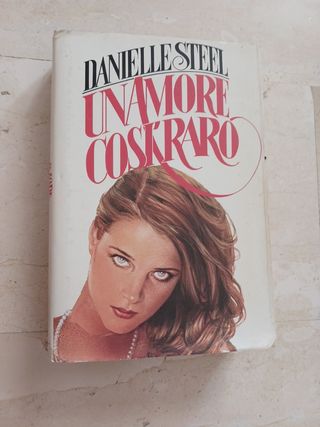 DANIELLE STEEL
UN AMORE
COSÌ RARO